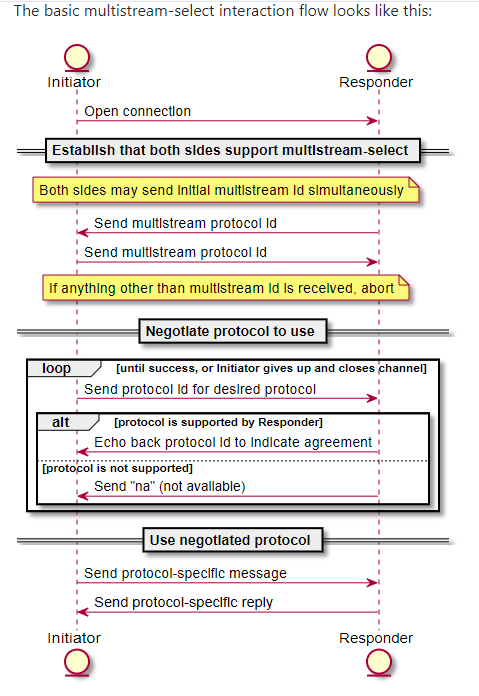 The basic multistream-select interaction flow looks like this:
Initiator Responder
Open connection
Establish that both sides support multistream-select
Both sides may send initial multistream id simultaneously
Send multistream protocol id
Send multistream protocol id
If anything other than multistream id is received, abort
Negotiate protocol to use
loop [until success, or Initiator gives up and closes channel]
Send protocol id for desired protocol
alt [protocol is supported by Responder]
Echo back protocol id to indicate agreement
[protocol is not supported]
Send "na" (not available)
Use negotiated protocol
Send protocol-specific message
Send protocol-specific reply
Initiator Responder